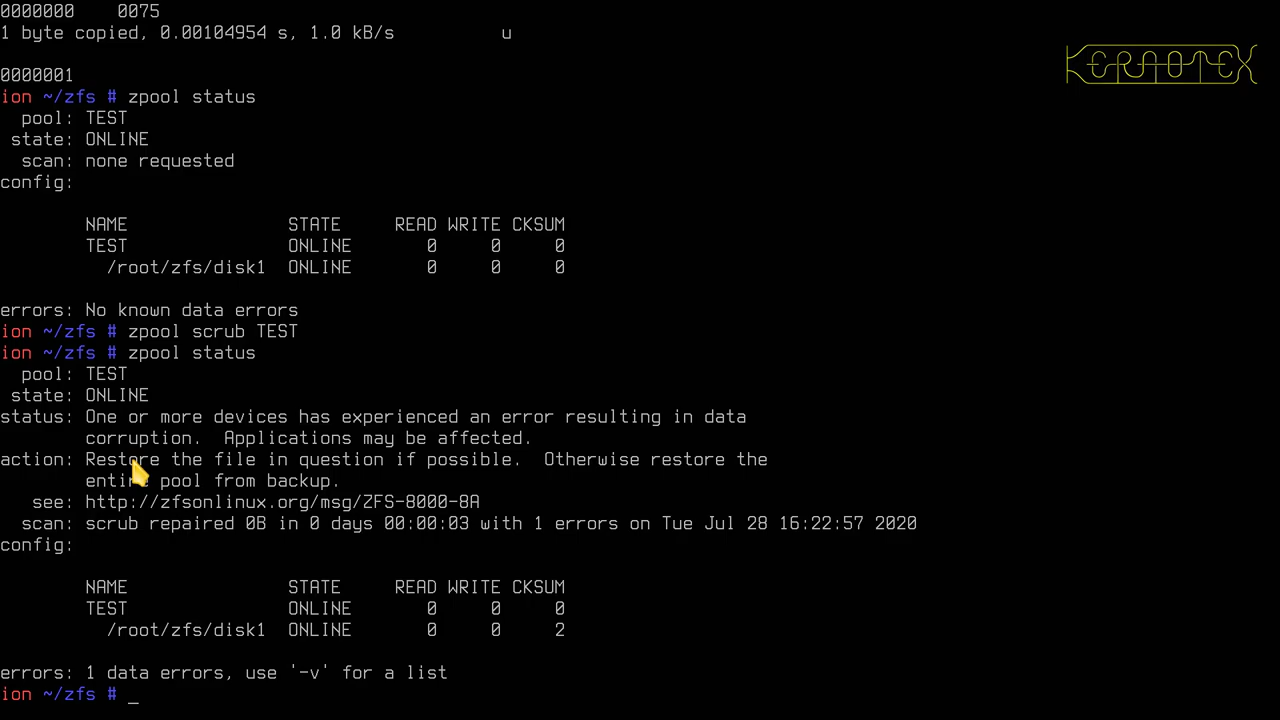 0000000    0075
1 byte copied, 0.00104954 s, 1.0 kB/s          u
KERNOTEX
0000001
ion ~/zfs # zpool status
  pool: TEST
 state: ONLINE
  scan: none requested
config:
        NAME               STATE     READ WRITE CKSUM
        TEST               ONLINE       0     0     0
          /root/zfs/disk1  ONLINE       0     0     0
errors: No known data errors
ion ~/zfs # zpool scrub TEST
ion ~/zfs # zpool status
  pool: TEST
 state: ONLINE
status: One or more devices has experienced an error resulting in data
        corruption.  Applications may be affected.
action: Restore the file in question if possible.  Otherwise restore the
        entire pool from backup.
   see: http://zfsonlinux.org/msg/ZFS-8000-8A
  scan: scrub repaired 0B in 0 days 00:00:03 with 1 errors on Tue Jul 28 16:22:57 2020
config:
        NAME               STATE     READ WRITE CKSUM
        TEST               ONLINE       0     0     0
          /root/zfs/disk1  ONLINE       0     0     2
errors: 1 data errors, use '-v' for a list
ion ~/zfs # _